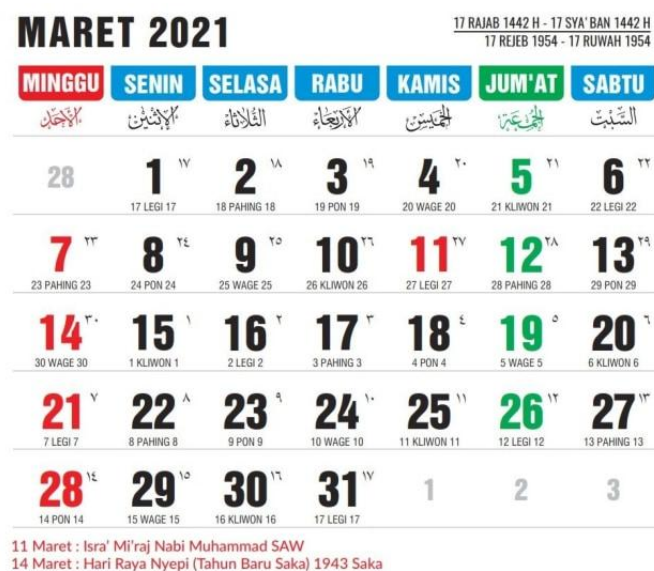 MARET 2021
17 RAJAB 1442 H - 17 SYA' BAN 1442 H
17 REJEB 1954 - 17 RUWAH 1954
MINGGU SENIN SELASA RABU KAMIS JUM'AT SABTU
الأحد الإثنين الثلاثاء الأربعاء الخميس الجمعة السبت
28 1 ١٧ 2 ١٨ 3 ١٩ 4 ٢٠ 5 ٢١ 6 ٢٢
17 LEGI 17 18 PAHING 18 19 PON 19 20 WAGE 20 21 KLIWON 21 22 LEGI 22
7 ٢٣ 8 ٢٤ 9 ٢٥ 10 ٢٦ 11 ٢٧ 12 ٢٨ 13 ٢٩
23 PAHING 23 24 PON 24 25 WAGE 25 26 KLIWON 26 27 LEGI 27 28 PAHING 28 29 PON 29
14 ٣٠ 15 ١ 16 ٢ 17 ٣ 18 ٤ 19 ٥ 20 ٦
30 WAGE 30 1 KLIWON 1 2 LEGI 2 3 PAHING 3 4 PON 4 5 WAGE 5 6 KLIWON 6
21 ٧ 22 ٨ 23 ٩ 24 ١٠ 25 ١١ 26 ١٢ 27 ١٣
7 LEGI 7 8 PAHING 8 9 PON 9 10 WAGE 10 11 KLIWON 11 12 LEGI 12 13 PAHING 13
28 ١٤ 29 ١٥ 30 ١٦ 31 ١٧ 1 2 3
14 PON 14 15 WAGE 15 16 KLIWON 16 17 LEGI 17
11 Maret : Isra' Mi'raj Nabi Muhammad SAW
14 Maret : Hari Raya Nyepi (Tahun Baru Saka) 1943 Saka